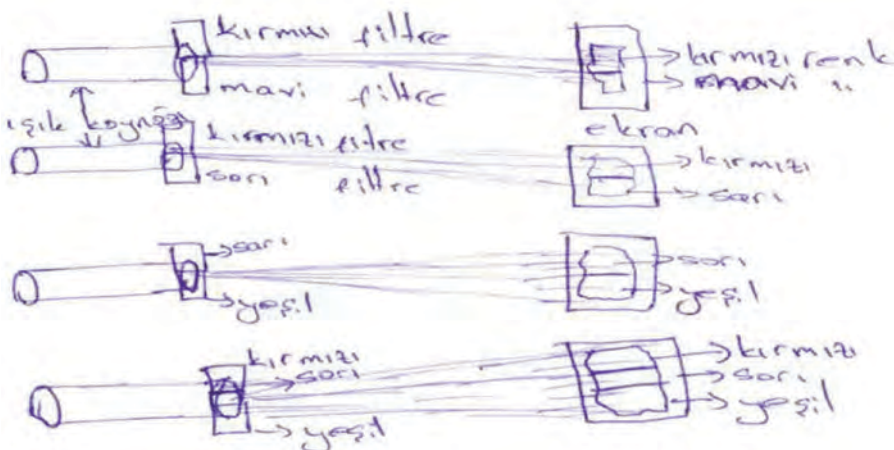 kırmızı filtre
kırmızı renk
mavi filtre
mavi "
ışık kaynağı
ekran
kırmızı filtre
kırmızı
sarı filtre
sarı
sarı
sarı
yeşil
yeşil
kırmızı
kırmızı
sarı
sarı
yeşil
yeşil